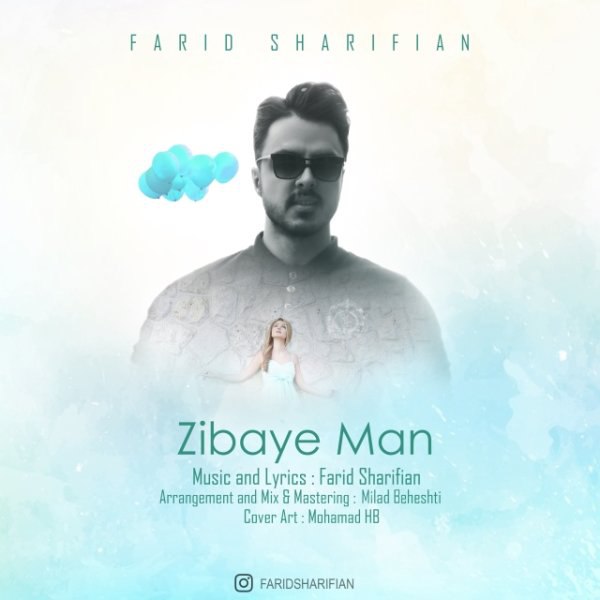 FARID SHARIFIAN
Zibaye Man
Music and Lyrics : Farid Sharifian
Arrangement and Mix & Mastering : Milad Beheshti
Cover Art : Mohamad HB
FARIDSHARIFIAN